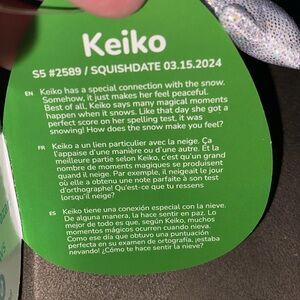 Keiko
S5 #2589 / SQUISHDATE 03.15.2024
EN Keiko has a special connection with the snow.
Somehow, it just makes her feel peaceful.
Best of all, Keiko says many magical moments
happen when it snows. Like that day she got a
perfect score on her spelling test, it was
snowing! How does the snow make you feel?
FR Keiko a un lien particulier avec la neige. Ça
l'appaise d'une manière ou d'une autre. Et la
meilleure partie selon Keiko, c'est qu'un grand
nombre de moments magiques se produisent
quand il neige. Par exemple, il neigeait le jour
où elle a obtenu une note parfaite à son test
d'orthographe! Qu'est-ce que tu ressens
lorsqu'il neige?
ES Keiko tiene una conexión especial con la nieve.
De alguna manera, la hace sentir en paz. Lo
mejor de todo es que, según Keiko, muchos
momentos mágicos ocurren cuando nieva.
Como ese día que obtuvo una puntuación
perfecta en su examen de ortografía, ¡estaba
nevando! ¿Cómo te hace sentir la nieve?